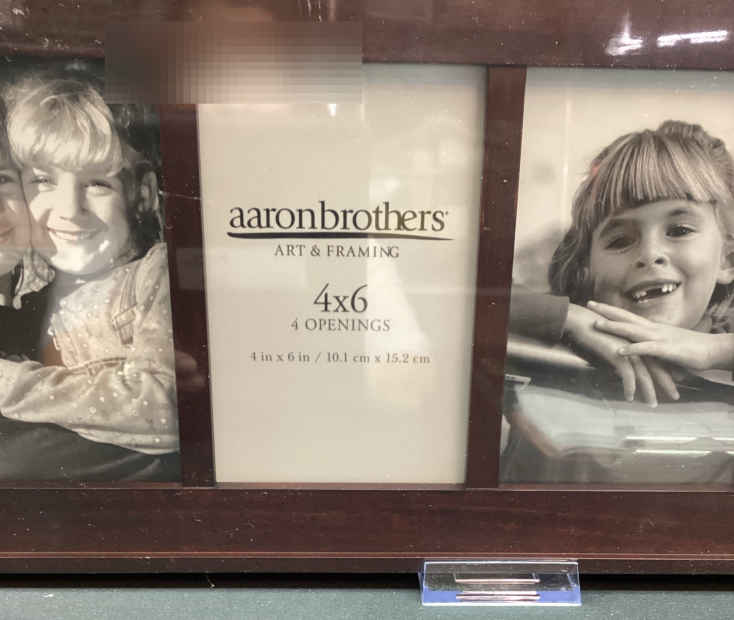 aaronbrothers
ART & FRAMING
4x6
4 OPENINGS
4 in x 6 in / 10.1 cm x 15.2 cm